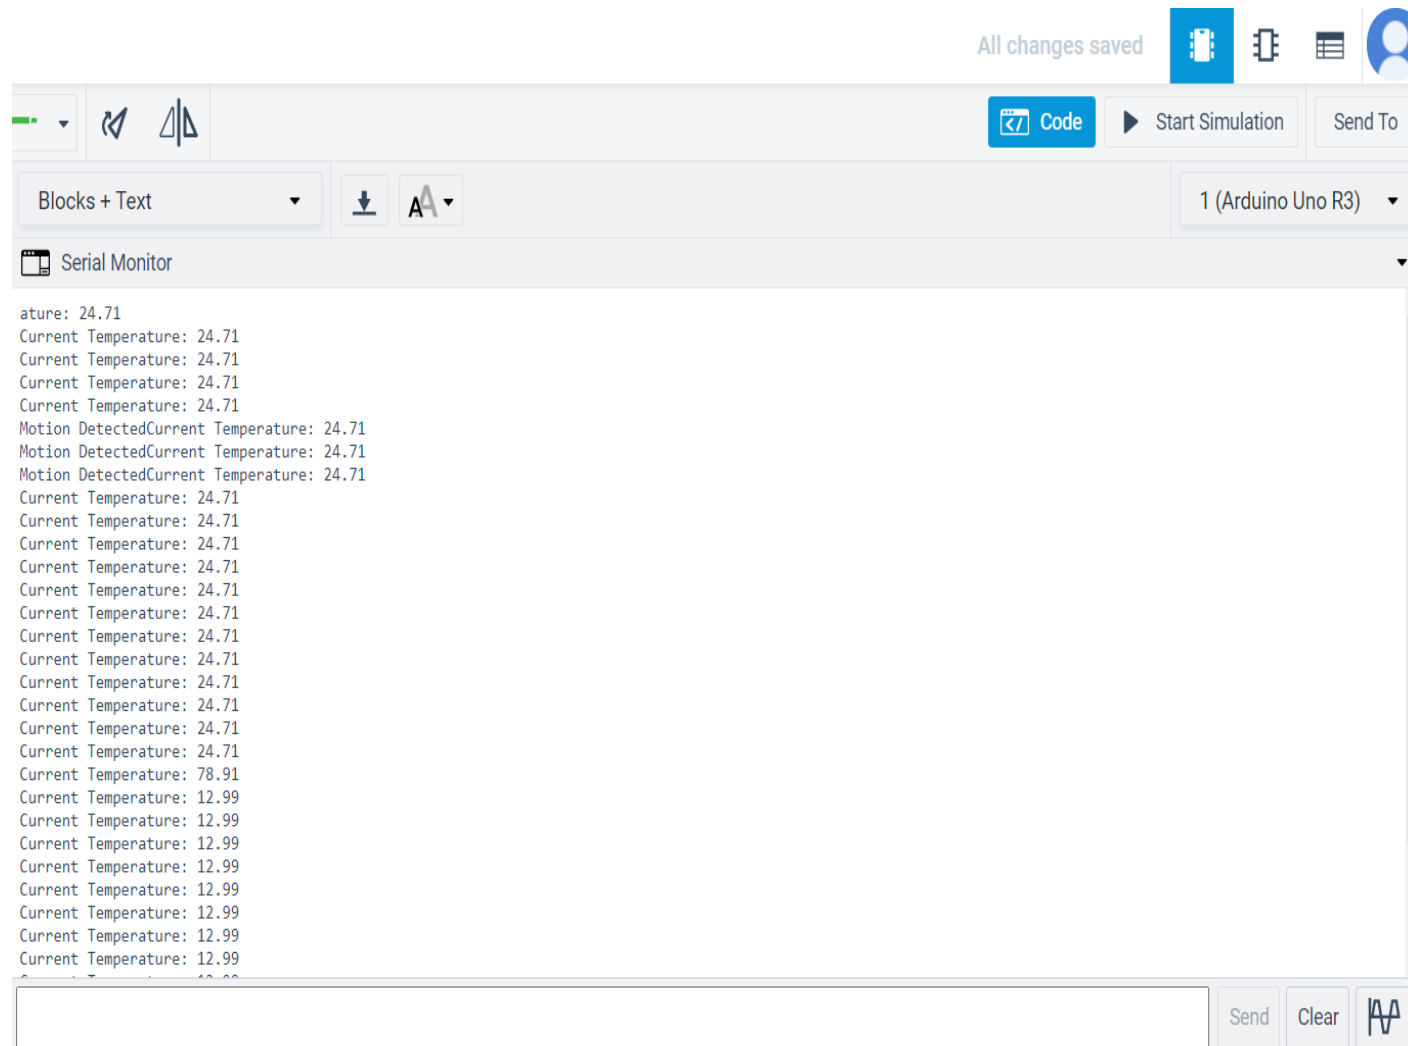 All changes saved
Code
Start Simulation
Send To
Blocks + Text
AA
1 (Arduino Uno R3)
Serial Monitor
ature: 24.71
Current Temperature: 24.71
Current Temperature: 24.71
Current Temperature: 24.71
Current Temperature: 24.71
Motion DetectedCurrent Temperature: 24.71
Motion DetectedCurrent Temperature: 24.71
Motion DetectedCurrent Temperature: 24.71
Current Temperature: 24.71
Current Temperature: 24.71
Current Temperature: 24.71
Current Temperature: 24.71
Current Temperature: 24.71
Current Temperature: 24.71
Current Temperature: 24.71
Current Temperature: 24.71
Current Temperature: 24.71
Current Temperature: 24.71
Current Temperature: 24.71
Current Temperature: 24.71
Current Temperature: 78.91
Current Temperature: 12.99
Current Temperature: 12.99
Current Temperature: 12.99
Current Temperature: 12.99
Current Temperature: 12.99
Current Temperature: 12.99
Current Temperature: 12.99
Current Temperature: 12.99
Send
Clear